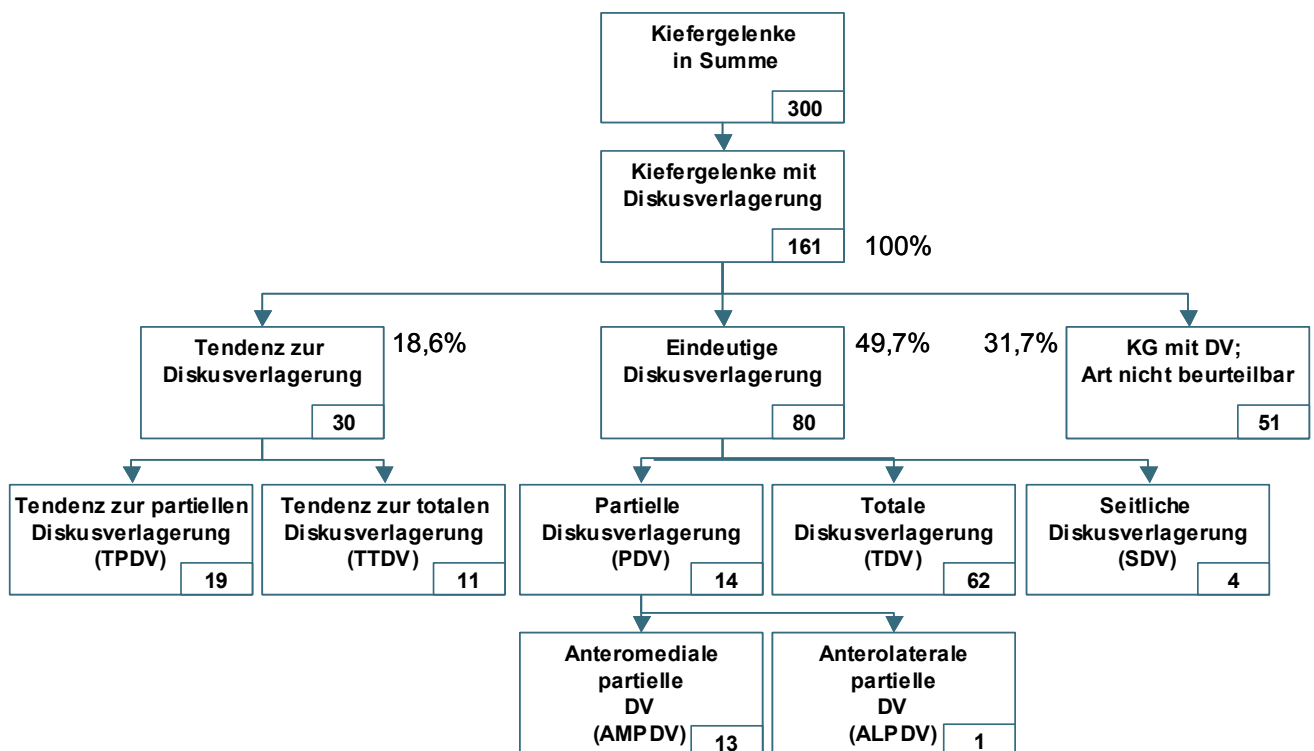 Kiefergelenke
in Summe
300
Kiefergelenke mit
Diskusverlagerung
161
100%
Tendenz zur
Diskusverlagerung
30
18,6%
Eindeutige
Diskusverlagerung
80
49,7%
31,7%
KG mit DV;
Art nicht beurteilbar
51
Tendenz zur partiellen
Diskusverlagerung
(TPDV)
19
Tendenz zur totalen
Diskusverlagerung
(TTDV)
11
Partielle
Diskusverlagerung
(PDV)
14
Totale
Diskusverlagerung
(TDV)
62
Seitliche
Diskusverlagerung
(SDV)
4
Anteromediale
partielle
DV
(AMPDV)
13
Anterolaterale
partielle
DV
(ALPDV)
1